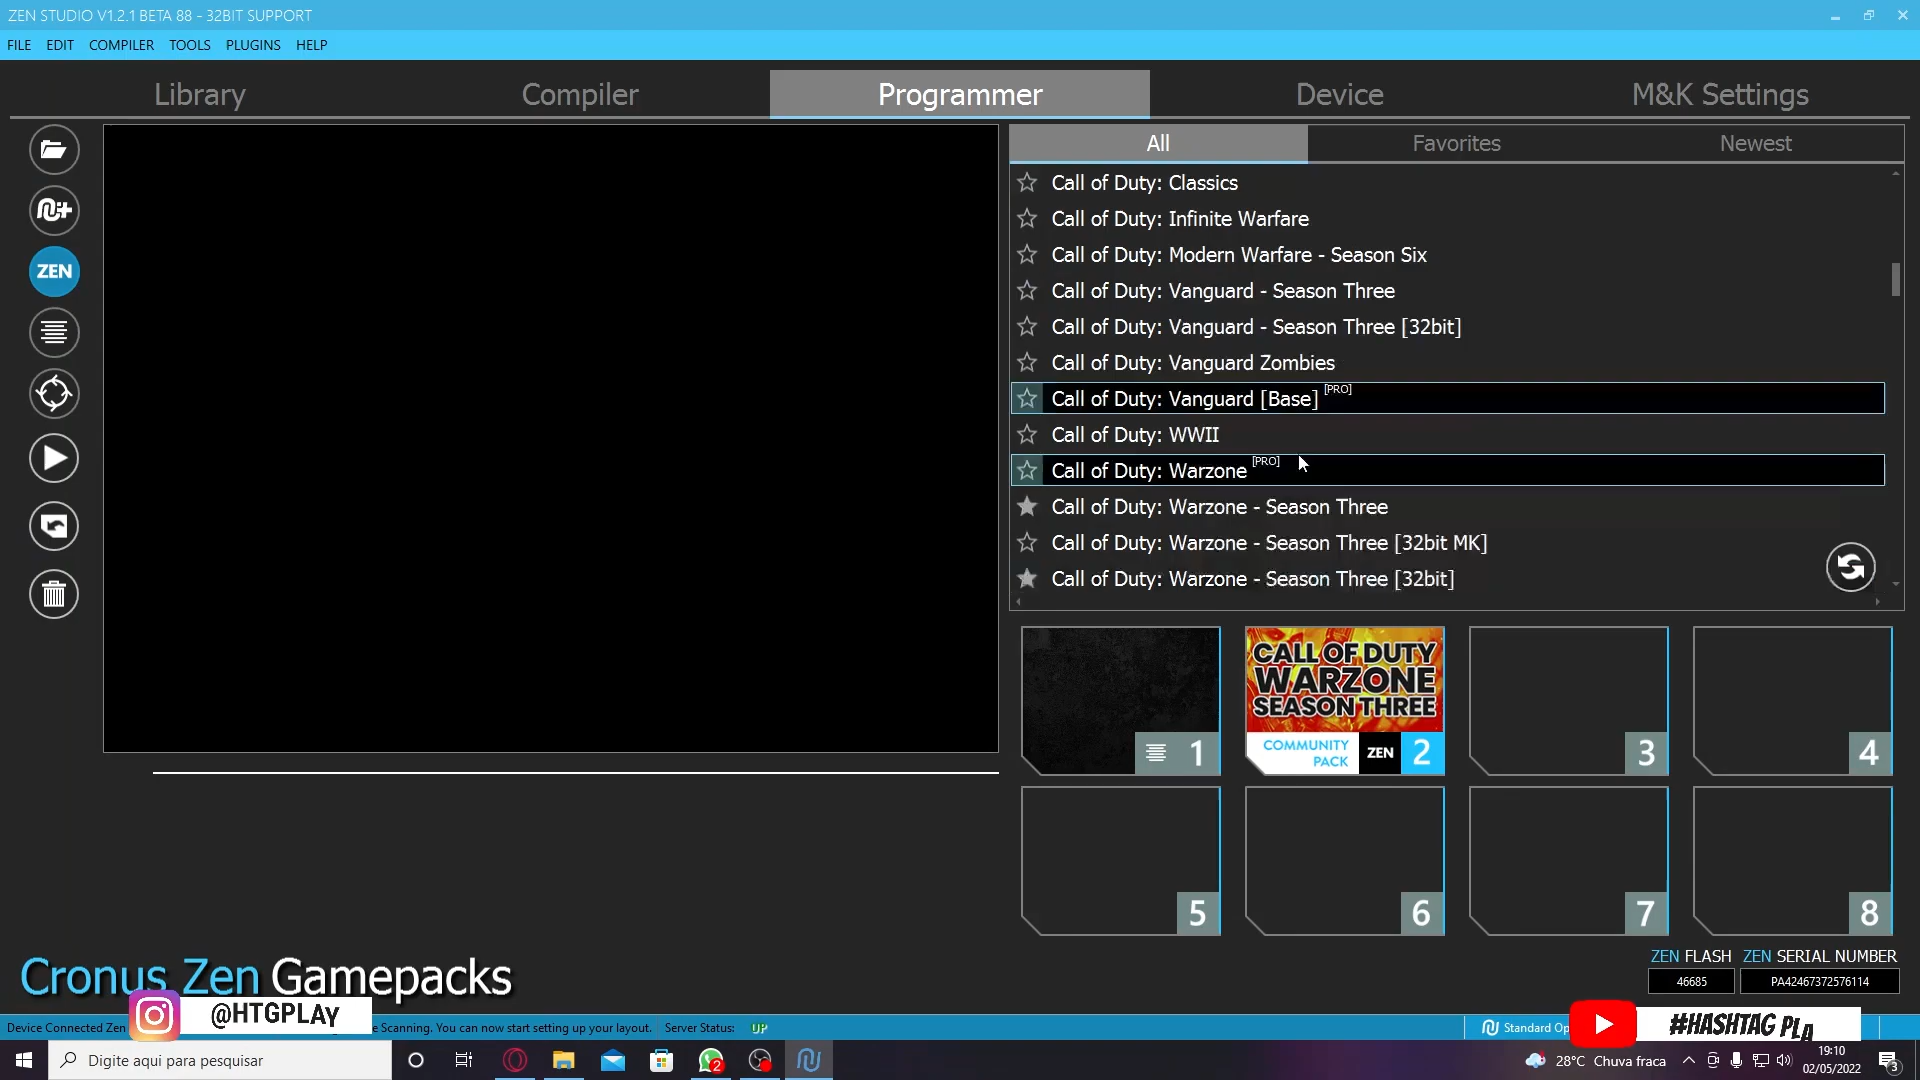 ZEN STUDIO V1.2.1 BETA 88 - 32BIT SUPPORT
FILE EDIT COMPILER TOOLS PLUGINS HELP
Library Compiler Programmer Device M&K Settings
All Favorites Newest
ZEN
Call of Duty: Classics
Call of Duty: Infinite Warfare
Call of Duty: Modern Warfare - Season Six
Call of Duty: Vanguard - Season Three
Call of Duty: Vanguard - Season Three [32bit]
Call of Duty: Vanguard Zombies
Call of Duty: Vanguard [Base] [PRO]
Call of Duty: WWII
Call of Duty: Warzone [PRO]
Call of Duty: Warzone - Season Three
Call of Duty: Warzone - Season Three [32bit MK]
Call of Duty: Warzone - Season Three [32bit]
CALL OF DUTY
WARZONE
SEASON THREE
COMMUNITY
PACK
ZEN
1 2 3 4
5 6 7 8
Cronus Zen Gamepacks
ZEN FLASH ZEN SERIAL NUMBER
46685 PA42467372576114
@HTGPLAY
#HASHTAG PLA
Device Connected Zen
e Scanning. You can now start setting up your layout. Server Status: UP
Standard Op
Digite aqui para pesquisar
2
28°C Chuva fraca
19:10
02/05/2022
3